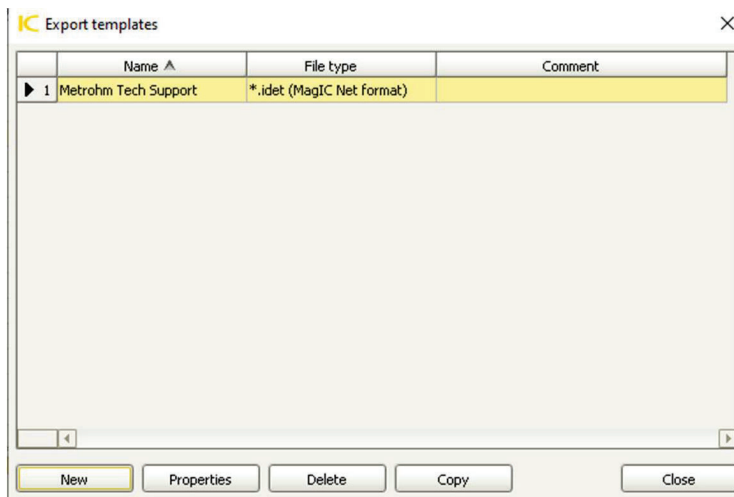 IC Export templates
Name File type Comment
1 Metrohm Tech Support *.idet (MagIC Net format)
New Properties Delete Copy Close